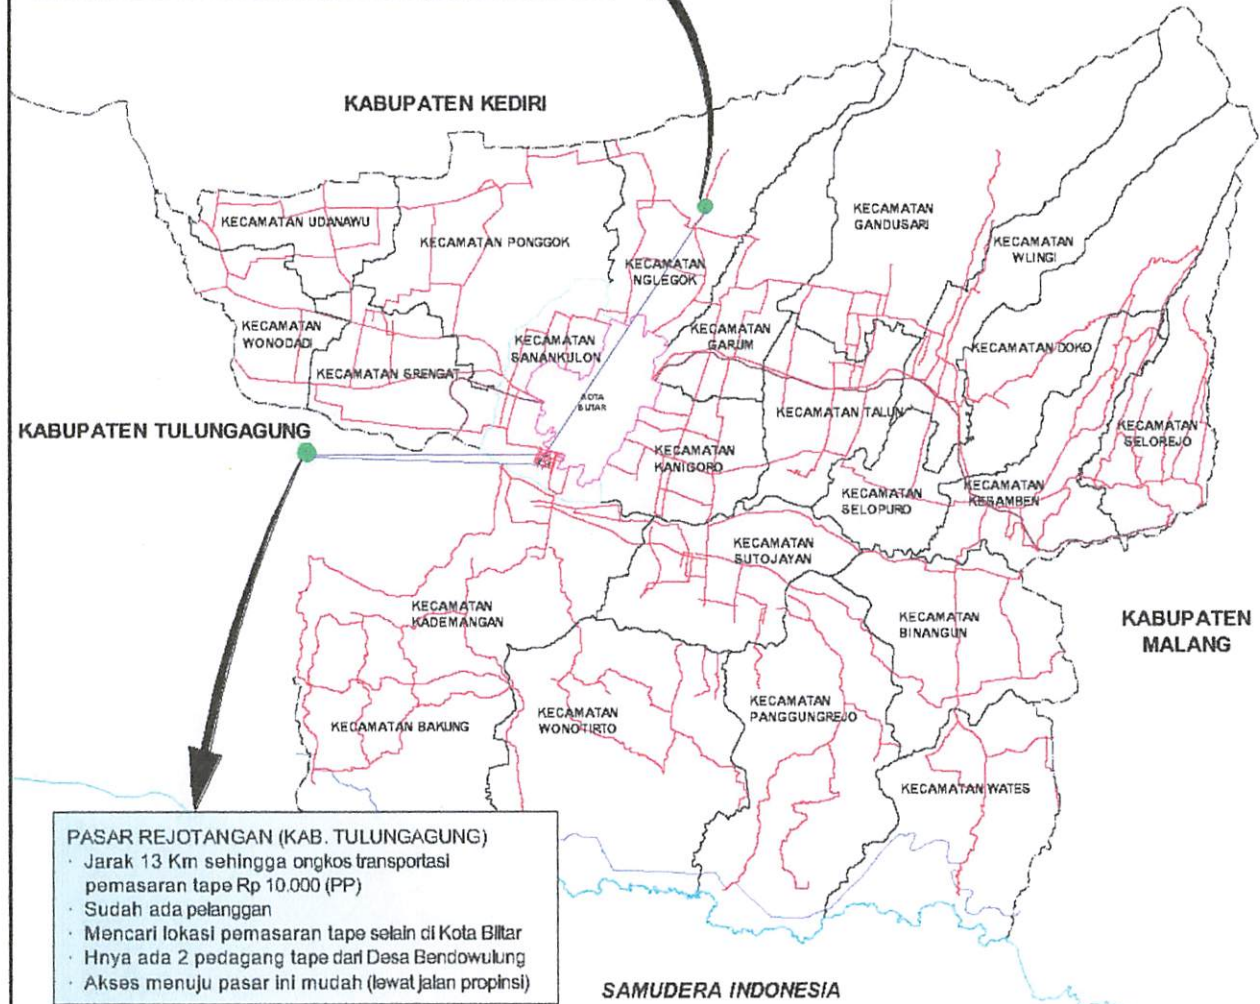 KABUPATEN KEDIRI
KECAMATAN UDANAWU
KECAMATAN PONGGOK
KECAMATAN
GANDUSARI
KECAMATAN
WLINGI
KECAMATAN
NGLEGOK
KECAMATAN
WONODADI
KECAMATAN
SANANKULON
KECAMATAN
GARUM
KECAMATAN DOKO
KECAMATAN SRENGAT
KOTA
BLITAR
KECAMATAN TALUN
KABUPATEN TULUNGAGUNG
KECAMATAN
SELOREJO
KECAMATAN
KANIGORO
KECAMATAN
SELOPURO
KECAMATAN
KESAMBEN
KECAMATAN
SUTOJAYAN
KECAMATAN
KADEMANGAN
KECAMATAN
BINANGUN
KABUPATEN
MALANG
KECAMATAN BAKUNG
KECAMATAN
WONOTIRTO
KECAMATAN
PANGGUNGREJO
KECAMATAN WATES
PASAR REJOTANGAN (KAB. TULUNGAGUNG)
· Jarak 13 Km sehingga ongkos transportasi
pemasaran tape Rp 10.000 (PP)
· Sudah ada pelanggan
· Mencari lokasi pemasaran tape selain di Kota Blitar
· Hnya ada 2 pedagang tape dari Desa Bendowulung
· Akses menuju pasar ini mudah (lewat jalan propinsi)
SAMUDERA INDONESIA